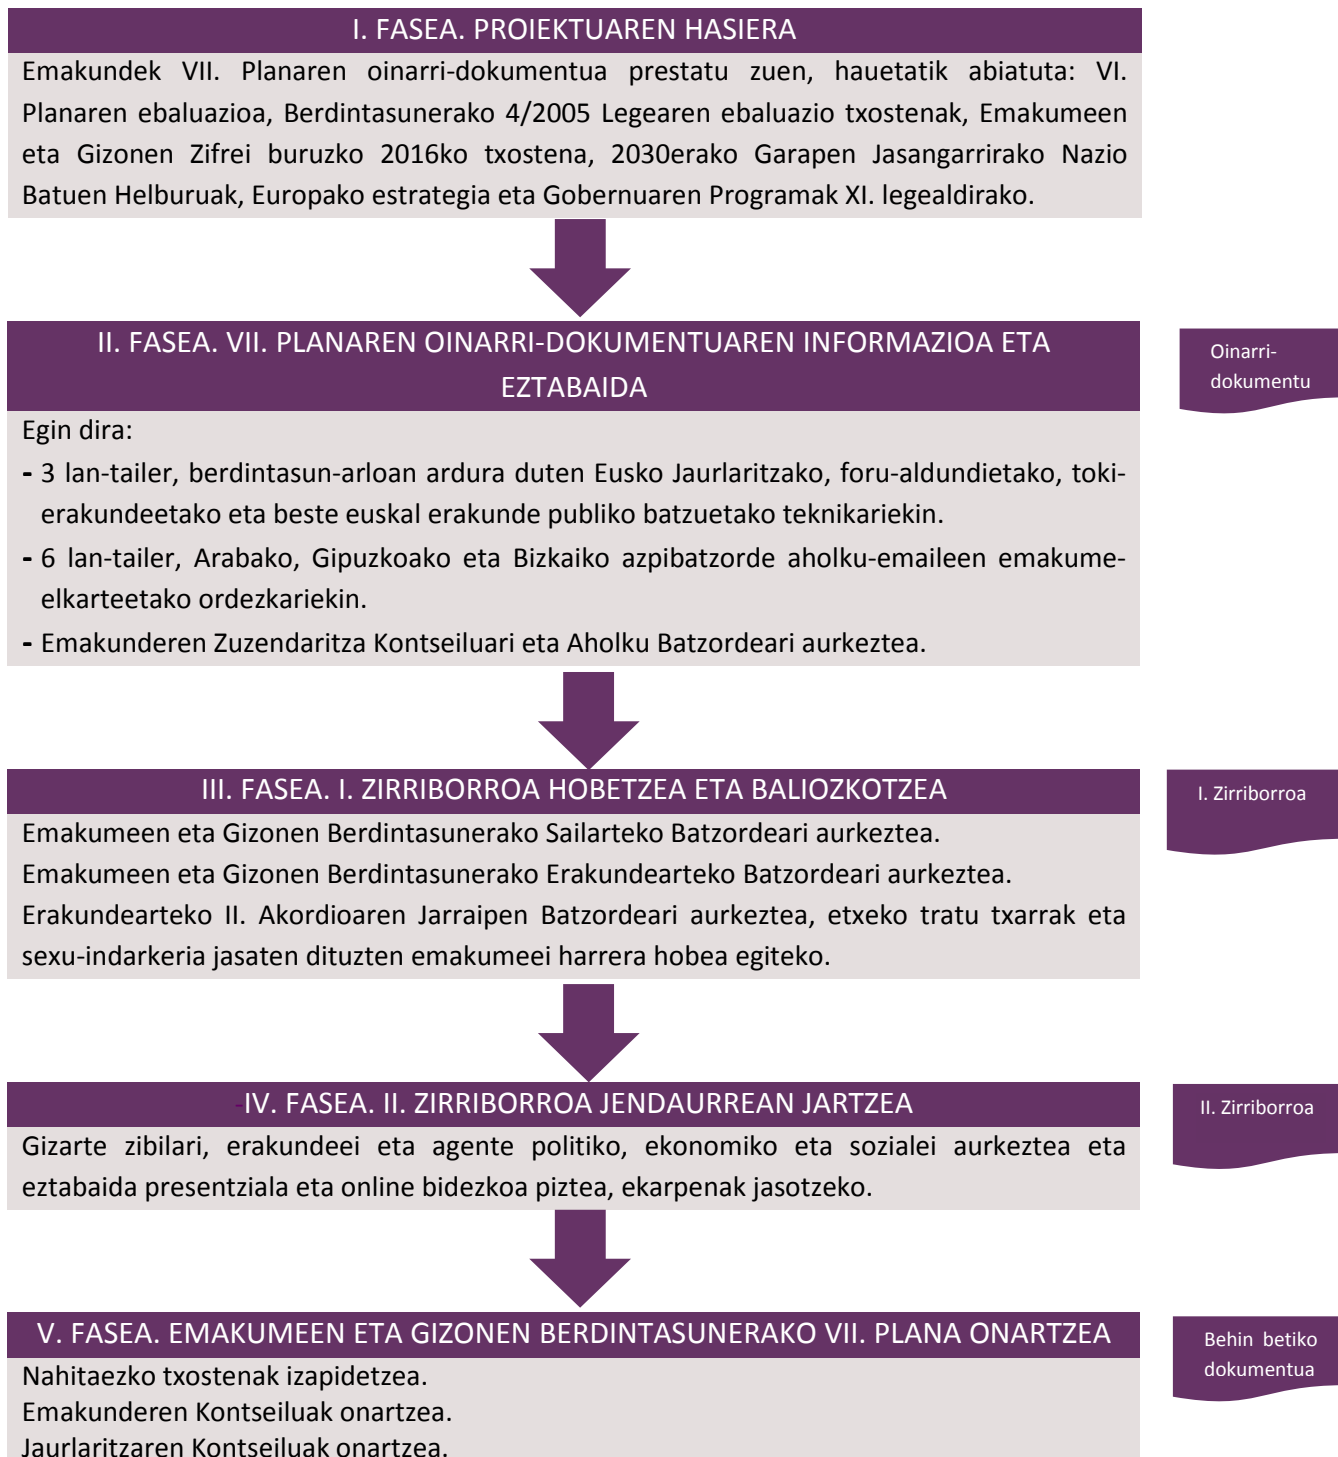 I. FASEA. PROIEKTUAREN HASIERA
Emakundek VII. Planaren oinarri-dokumentua prestatu zuen, hauetatik abiatuta: VI.
Planaren ebaluazioa, Berdintasunerako 4/2005 Legearen ebaluazio txostenak, Emakumeen
eta Gizonen Zifrei buruzko 2016ko txostena, 2030erako Garapen Jasangarrirako Nazio
Batuen Helburuak, Europako estrategia eta Gobernuaren Programak XI. legealdirako.
II. FASEA. VII. PLANAREN OINARRI-DOKUMENTUAREN INFORMAZIOA ETA
EZTABAIDA
Oinarri-
dokumentu
Egin dira:
- 3 lan-tailer, berdintasun-arloan ardura duten Eusko Jaurlaritzako, foru-aldundietako, toki-
erakundeetako eta beste euskal erakunde publiko batzuetako teknikariekin.
- 6 lan-tailer, Arabako, Gipuzkoako eta Bizkaiko azpibatzorde aholku-emaileen emakume-
elkarteetako ordezkariekin.
- Emakunderen Zuzendaritza Kontseiluari eta Aholku Batzordeari aurkeztea.
III. FASEA. I. ZIRRIBORROA HOBETZEA ETA BALIOZKOTZEA
I. Zirriborroa
Emakumeen eta Gizonen Berdintasunerako Sailarteko Batzordeari aurkeztea.
Emakumeen eta Gizonen Berdintasunerako Erakundearteko Batzordeari aurkeztea.
Erakundearteko II. Akordioaren Jarraipen Batzordeari aurkeztea, etxeko tratu txarrak eta
sexu-indarkeria jasaten dituzten emakumeei harrera hobea egiteko.
-IV. FASEA. II. ZIRRIBORROA JENDAURREAN JARTZEA
II. Zirriborroa
Gizarte zibilari, erakundeei eta agente politiko, ekonomiko eta sozialei aurkeztea eta
eztabaida presentziala eta online bidezkoa piztea, ekarpenak jasotzeko.
V. FASEA. EMAKUMEEN ETA GIZONEN BERDINTASUNERAKO VII. PLANA ONARTZEA
Behin betiko
dokumentua
Nahitaezko txostenak izapidetzea.
Emakunderen Kontseiluak onartzea.
Jaurlaritzaren Kontseiluak onartzea.